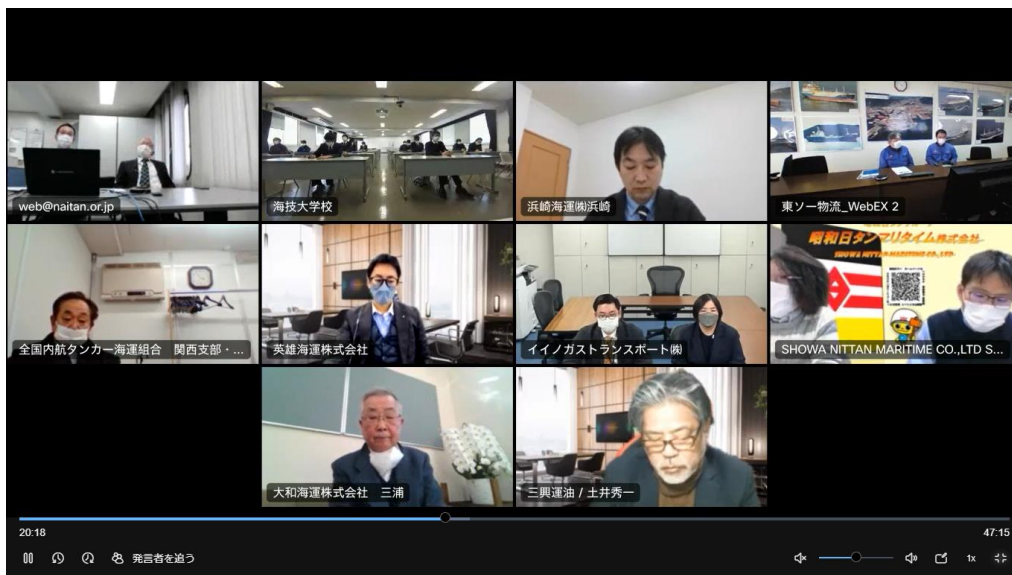 web@naitan.or.jp
海技大学校
浜崎海運㈱浜崎
東ソー物流_WebEX 2
昭和日タンマリタイム株式会社
SHOWA NITTAN MARITIME CO.,LTD.
全国内航タンカー海運組合　関西支部・...
英雄海運株式会社
イイノガストランスポート㈱
SHOWA NITTAN MARITIME CO.,LTD S...
大和海運株式会社　三浦
三興運油 / 土井秀一
20:18
47:15
発言者を追う
1x